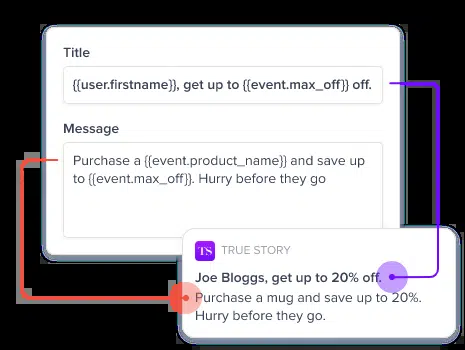 Title
{{user.firstname}}, get up to {{event.max_off}} off.
Message
Purchase a {{event.product_name}} and save up
to {{event.max_off}}. Hurry before they go
TS TRUE STORY
Joe Bloggs, get up to 20% off.
Purchase a mug and save up to 20%.
Hurry before they go.